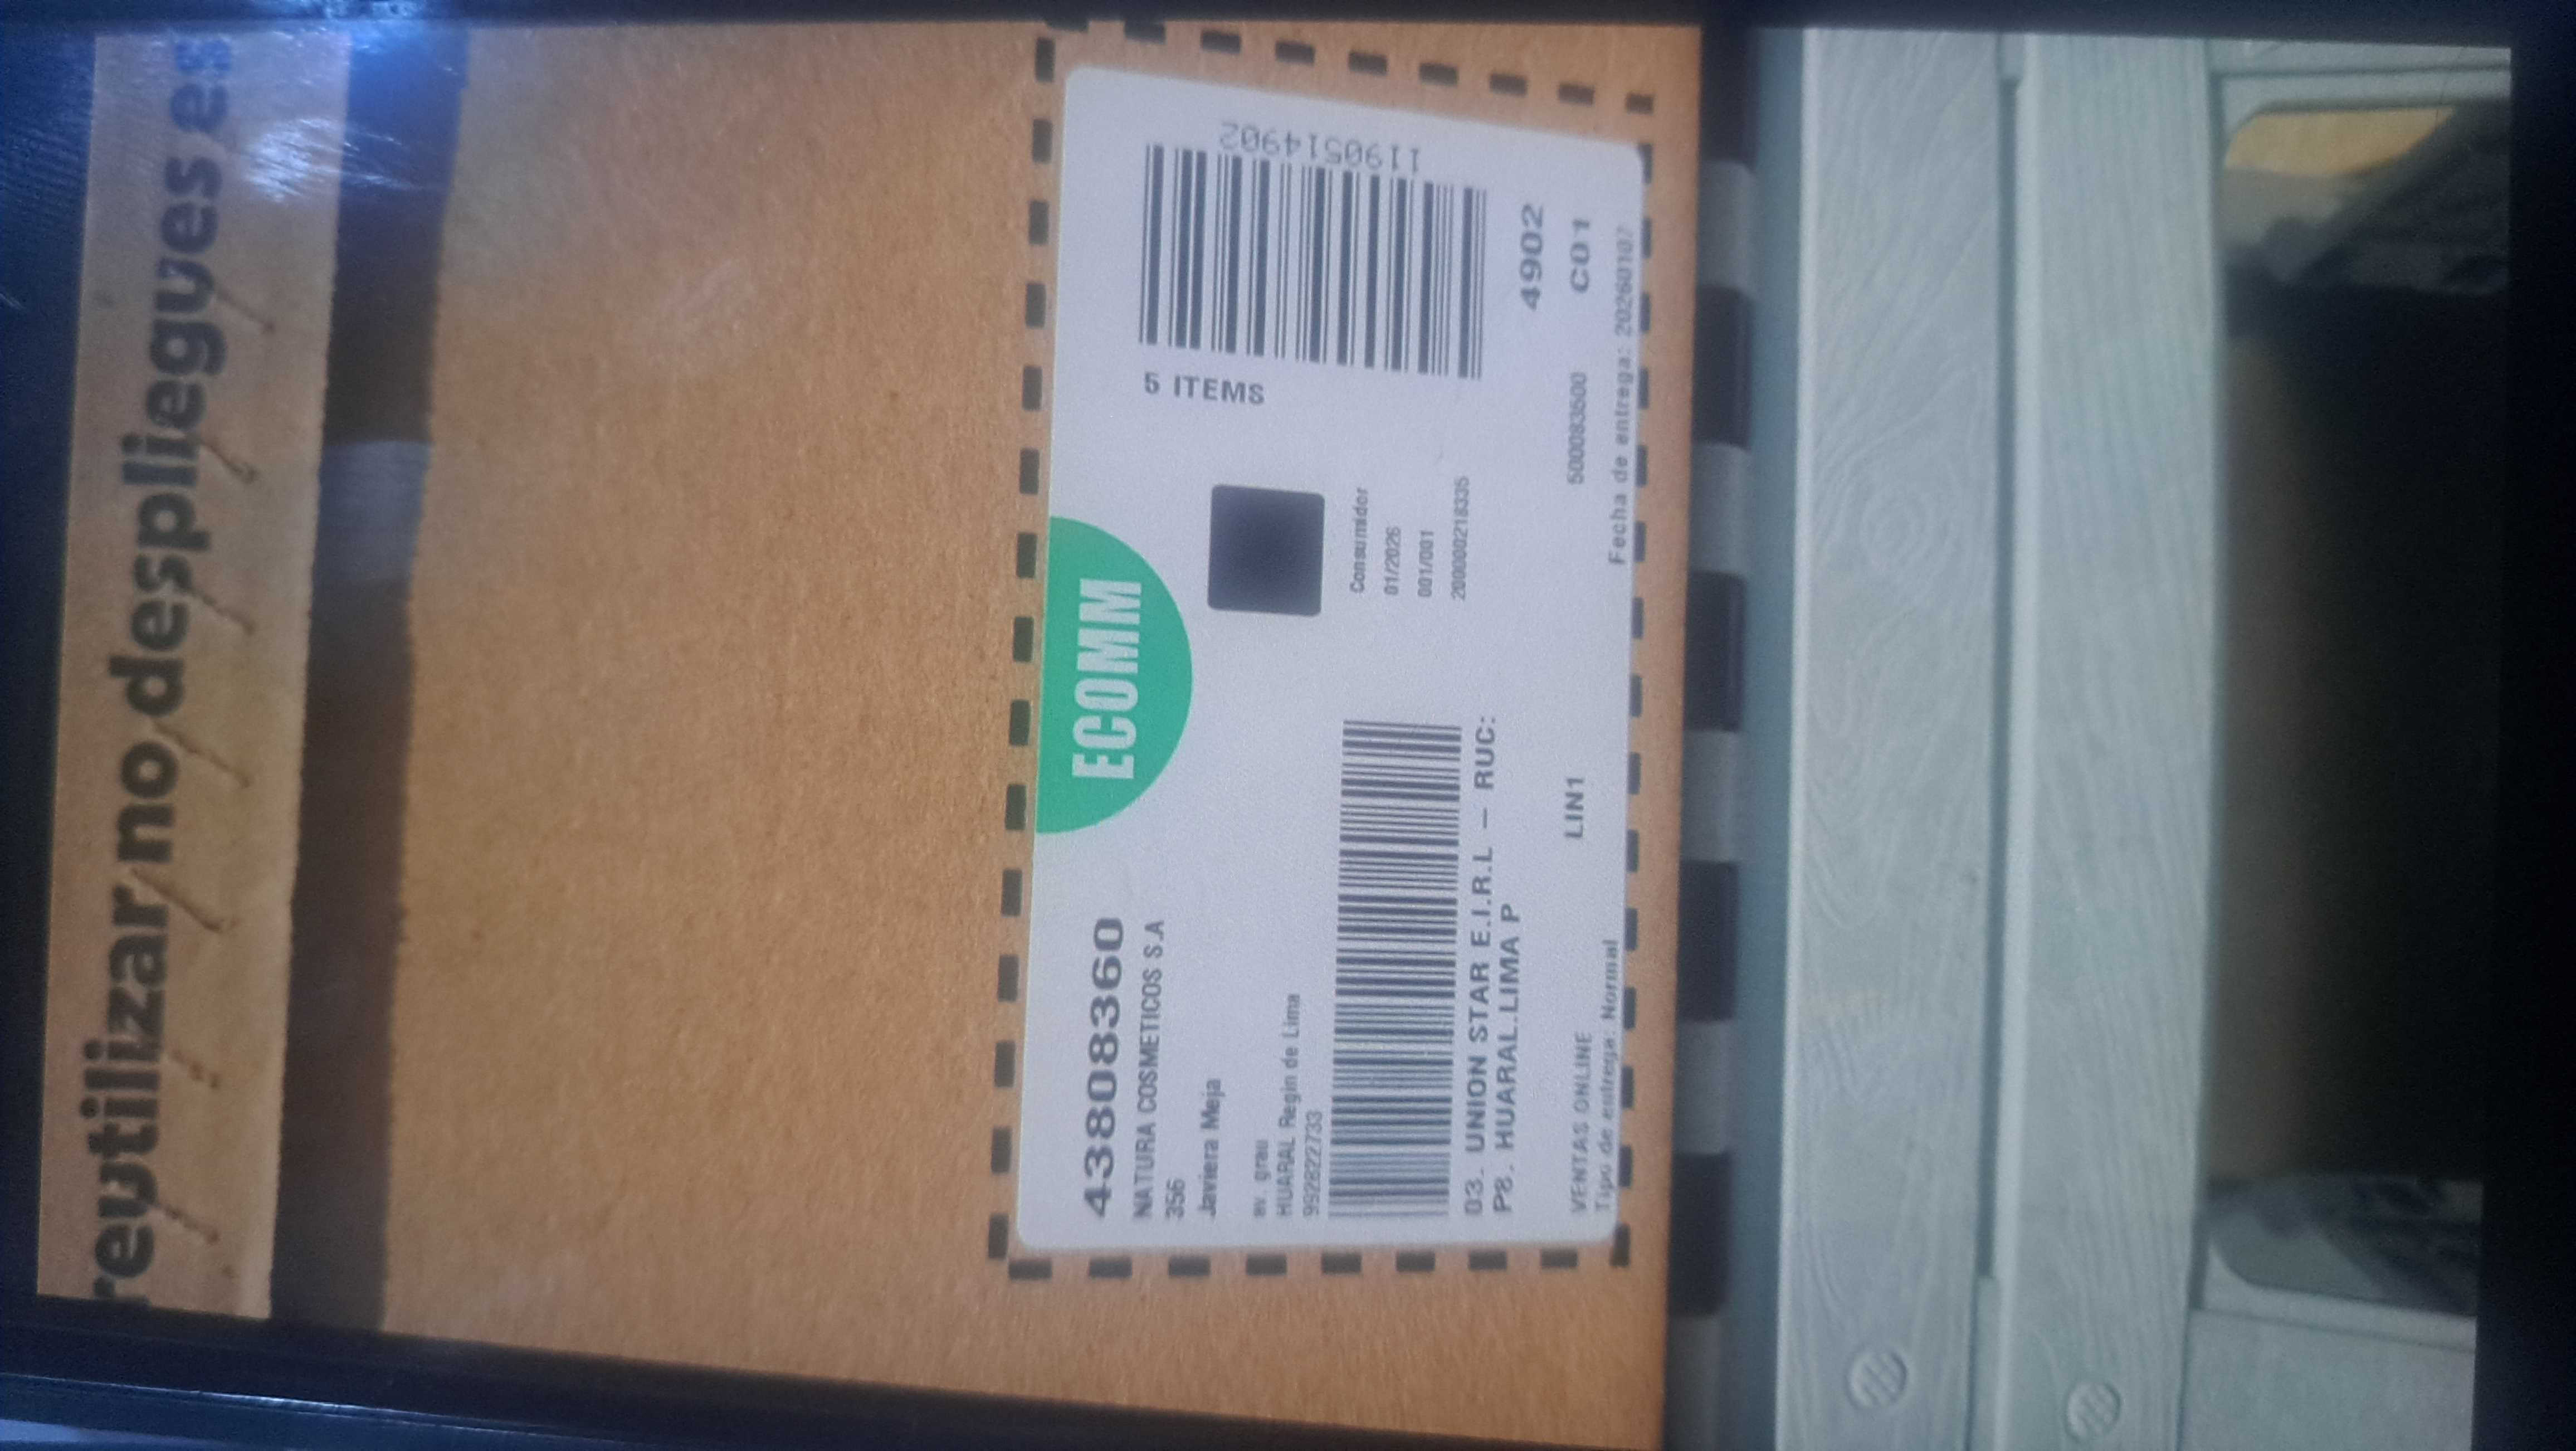 reutilizar no despliegues es
ECOMM
43808360
NATURA COSMETICOS S.A
356
Javiera Meja
av. grau
HUARAL Regin de Lima
992822733
5 ITEMS
1190514902
Consumidor
01/2026
001/001
2000000218335
03. UNION STAR E.I.R.L – RUC:
P8. HUARAL.LIMA P
4902
VENTAS ONLINE
LIN1
500083500
C01
Tipo de entrega: Normal
Fecha de entrega: 20260107